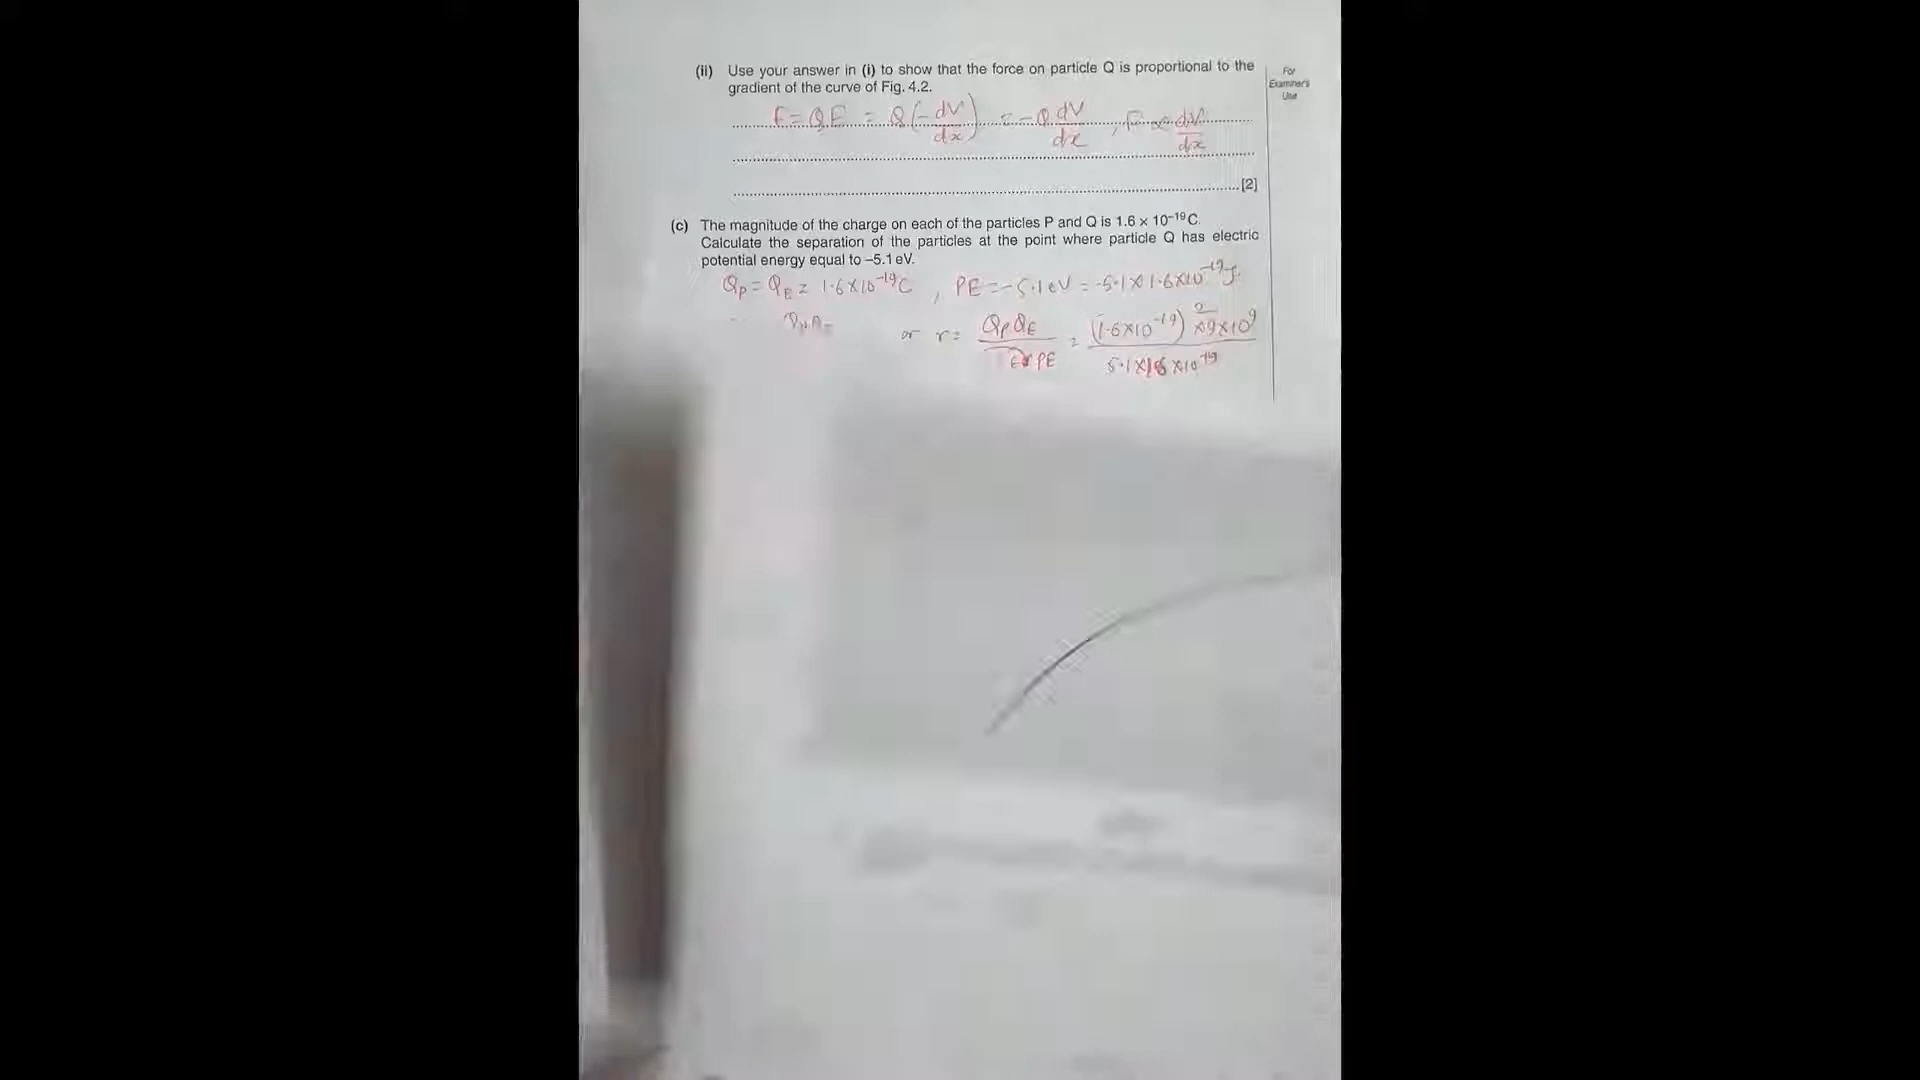 (ii) Use your answer in (i) to show that the force on particle Q is proportional to the
gradient of the curve of Fig. 4.2.
For
Examiner's
Use
F = QE = Q(-dV/dx) = -Q dV/dx , F ∝ dV/dx
[2]
(c) The magnitude of the charge on each of the particles P and Q is 1.6 × 10⁻¹⁹ C.
Calculate the separation of the particles at the point where particle Q has electric
potential energy equal to –5.1 eV.
Qp = QE = 1.6×10⁻¹⁹C , PE = -5.1eV = -5.1×1.6×10⁻¹⁹J.
or r = QpQE / PE = (1.6×10⁻¹⁹)² ×9×10⁹ / 5.1×1.6×10⁻¹⁹